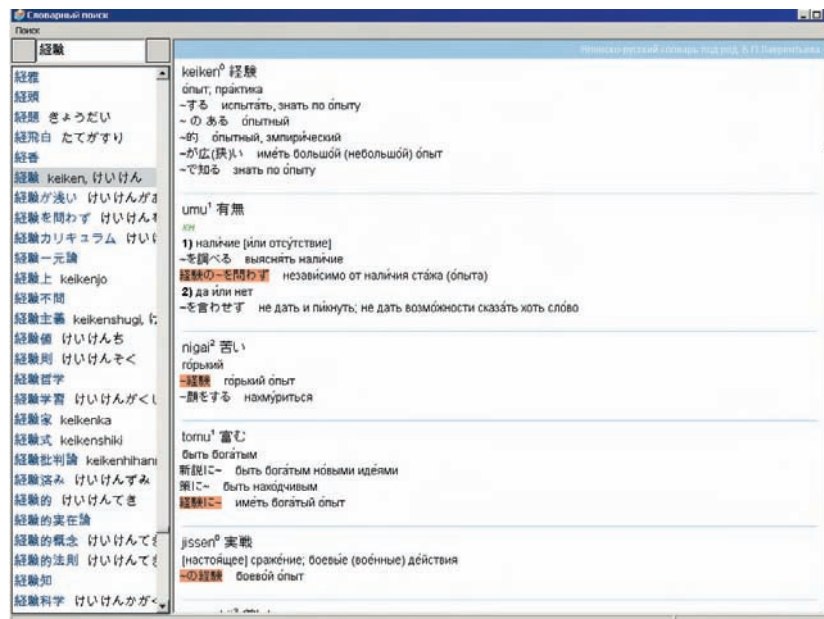 Словарный поиск
Поиск
経験
Японско-русский словарь под ред. Б.П.Лаврентьева
経雅
経頭
経題 きょうだい
経飛白 たてがすり
経香
経験 keiken, けいけん
経験が浅い けいけんがあ
経験を問わず けいけんを
経験カリキュラム けいけ
経験一元論
経験上 keikenjo
経験不問
経験主義 keikenshugi, け
経験値 けいけんち
経験則 けいけんそく
経験哲学
経験学習 けいけんがくし
経験家 keikenka
経験式 keikenshiki
経験批判論 keikenhihanr
経験済み けいけんずみ
経験的 けいけんてき
経験的実在論
経験的概念 けいけんてき
経験的法則 けいけんてき
経験知
経験科学 けいけんかがく
keiken⁰ 経験
о́пыт; пра́ктика
~する испыта́ть, знать по о́пыту
~の ある о́пытный
~的 о́пытный, эмпири́ческий
~が広(狭)い име́ть большо́й (небольшо́й) о́пыт
~で知る знать по о́пыту
umu¹ 有無
кн
1) нали́чие [и́ли отсу́тствие]
~を調べる выясня́ть нали́чие
経験の~を問わず незави́симо от нали́чия ста́жа (о́пыта)
2) да и́ли нет
~を言わせず не дать и пи́кнуть; не дать возмо́жности сказа́ть хоть сло́во
nigai² 苦い
го́рький
~経験 го́рький о́пыт
~顔をする нахму́риться
tomu¹ 富む
быть бога́тым
新説に~ быть бога́тым но́выми иде́ями
策に~ быть нахо́дчивым
経験に~ име́ть бога́тый о́пыт
jissen⁰ 実戦
[настоя́щее] сраже́ние; боевы́е (вое́нные) де́йствия
~の経験 боево́й о́пыт